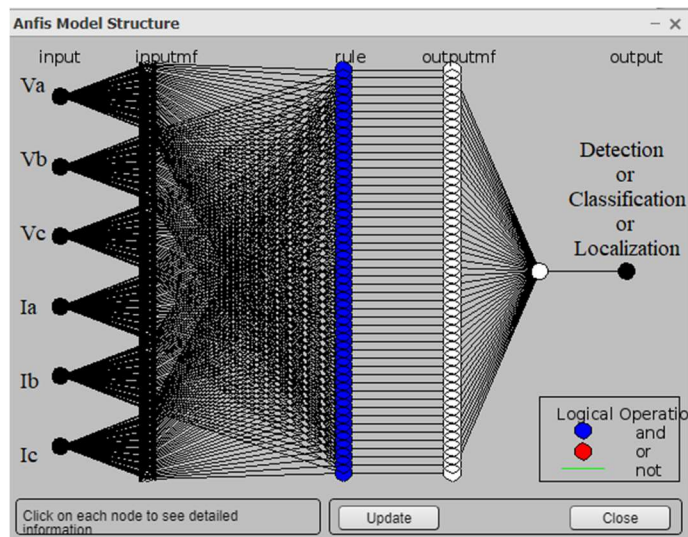 Anfis Model Structure
input inputmf rule outputmf output
Va
Vb
Vc
Ia
Ib
Ic
Detection
or
Classification
or
Localization
Logical Operatio
and
or
not
Click on each node to see detailed
information
Update
Close